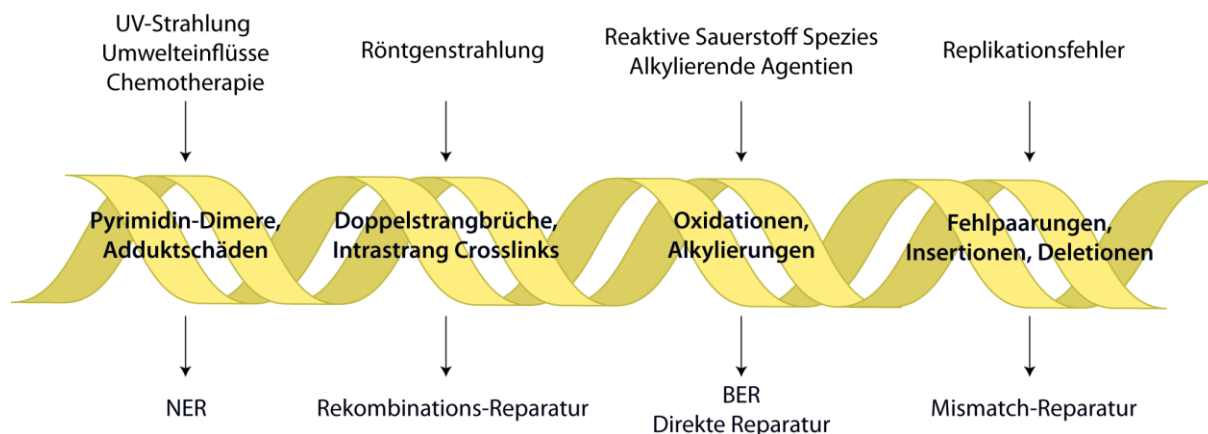 UV-Strahlung
Umwelteinflüsse
Chemotherapie
Röntgenstrahlung
Reaktive Sauerstoff Spezies
Alkylierende Agentien
Replikationsfehler
Pyrimidin-Dimere,
Adduktschäden
Doppelstrangbrüche,
Intrastrang Crosslinks
Oxidationen,
Alkylierungen
Fehlpaarungen,
Insertionen, Deletionen
NER
Rekombinations-Reparatur
BER
Direkte Reparatur
Mismatch-Reparatur